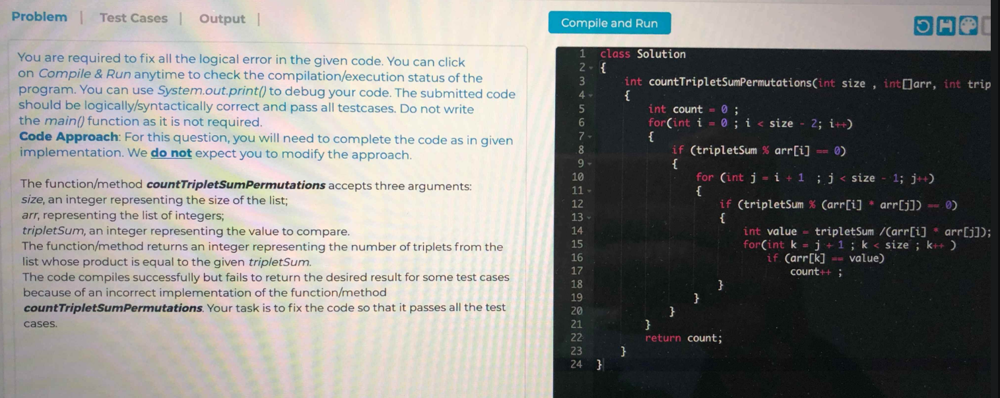 Problem | Test Cases | Output |
Compile and Run
You are required to fix all the logical error in the given code. You can click
on Compile & Run anytime to check the compilation/execution status of the
program. You can use System.out.print() to debug your code. The submitted code
should be logically/syntactically correct and pass all testcases. Do not write
the main() function as it is not required.
Code Approach: For this question, you will need to complete the code as in given
implementation. We do not expect you to modify the approach.
The function/method countTripletSumPermutations accepts three arguments:
size, an integer representing the size of the list;
arr, representing the list of integers;
tripletSum, an integer representing the value to compare.
The function/method returns an integer representing the number of triplets from the
list whose product is equal to the given tripletSum.
The code compiles successfully but fails to return the desired result for some test cases
because of an incorrect implementation of the function/method
countTripletSumPermutations. Your task is to fix the code so that it passes all the test
cases.
1 class Solution
2 {
3 int countTripletSumPermutations(int size , int[]arr, int trip
4 {
5 int count = 0 ;
6 for(int i = 0 ; i < size - 2; i++)
7 {
8 if (tripletSum % arr[i] == 0)
9 {
10 for (int j = i + 1 ; j < size - 1; j++)
11 {
12 if (tripletSum % (arr[i] * arr[j]) == 0)
13 {
14 int value = tripletSum /(arr[i] * arr[j]);
15 for(int k = j + 1 ; k < size ; k++ )
16 if (arr[k] == value)
17 count++ ;
18 }
19 }
20 }
21 }
22 return count;
23 }
24 }